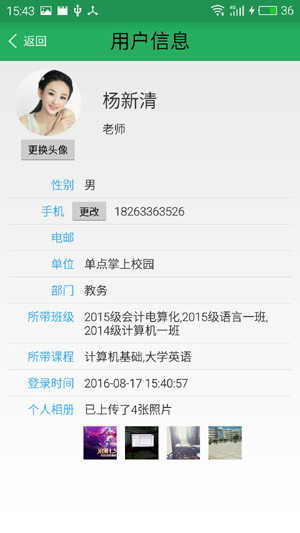 15:43
4G
36
返回
用户信息
杨新清
老师
更换头像
性别 男
手机 更改 18263363526
电邮
单位 单点掌上校园
部门 教务
所带班级 2015级会计电算化,2015级语言一班,
2014级计算机一班
所带课程 计算机基础,大学英语
登录时间 2016-08-17 15:40:57
个人相册 已上传了4张照片